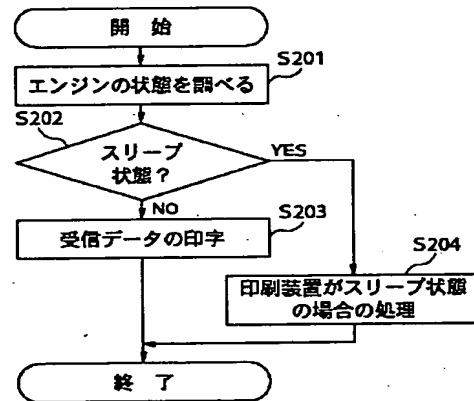 開 始
エンジンの状態を調べる
S201
S202
スリープ
状態？
YES
NO
受信データの印字
S203
S204
印刷装置がスリープ状態
の場合の処理
終 了